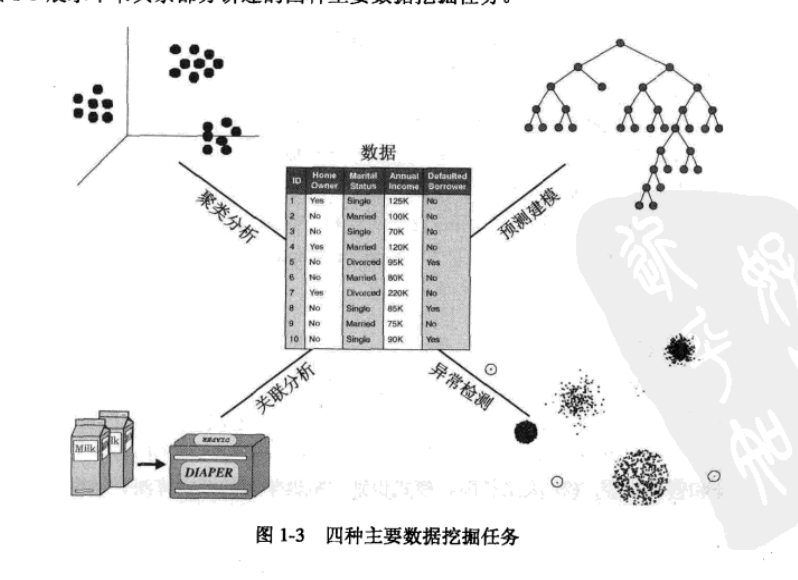 展示了本书其余部分讲述的四种主要数据挖掘任务。
数据
ID Home Owner Marital Status Annual Income Defaulted Borrower
1 Yes Single 125K No
2 No Married 100K No
3 No Single 70K No
4 Yes Married 120K No
5 No Divorced 95K Yes
6 No Married 80K No
7 Yes Divorced 220K No
8 No Single 85K Yes
9 No Married 75K No
10 No Single 90K Yes
聚类分析
预测建模
关联分析
异常检测
Milk
DIAPER
DIAPER
图 1-3 四种主要数据挖掘任务